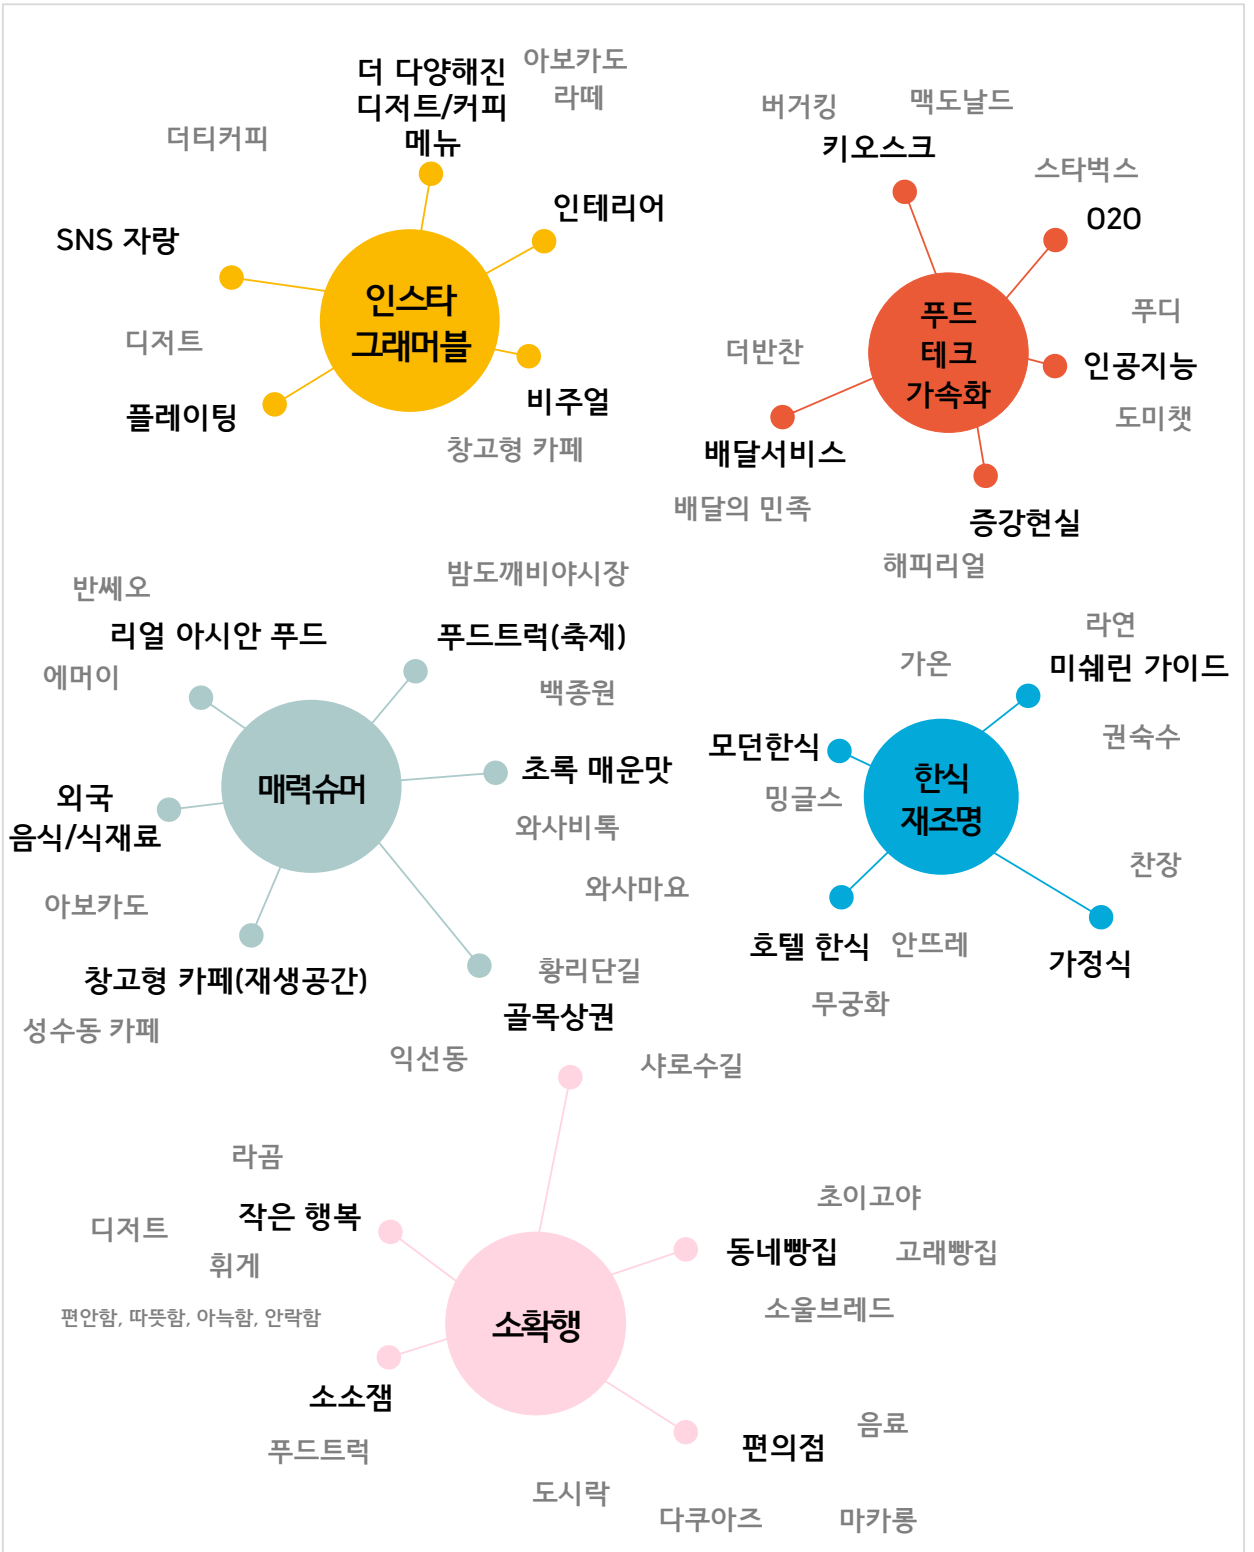 더 다양해진
디저트/커피
메뉴
아보카도
라떼
더티커피
SNS 자랑
인테리어
인스타
그래머블
디저트
플레이팅
비주얼
창고형 카페
버거킹
맥도날드
키오스크
스타벅스
O2O
푸드
테크
가속화
푸디
인공지능
도미챗
더반찬
배달서비스
배달의 민족
증강현실
해피리얼
반쎄오
리얼 아시안 푸드
에머이
밤도깨비야시장
푸드트럭(축제)
백종원
매력슈머
초록 매운맛
와사비톡
와사마요
외국
음식/식재료
아보카도
창고형 카페(재생공간)
성수동 카페
황리단길
골목상권
익선동
샤로수길
라연
가온
미쉐린 가이드
권숙수
모던한식
밍글스
한식
재조명
찬장
호텔 한식
안뜨레
무궁화
가정식
라곰
작은 행복
디저트
휘게
편안함, 따뜻함, 아늑함, 안락함
소확행
초이고야
동네빵집
고래빵집
소울브레드
소소잼
푸드트럭
편의점
음료
도시락
다쿠아즈
마카롱